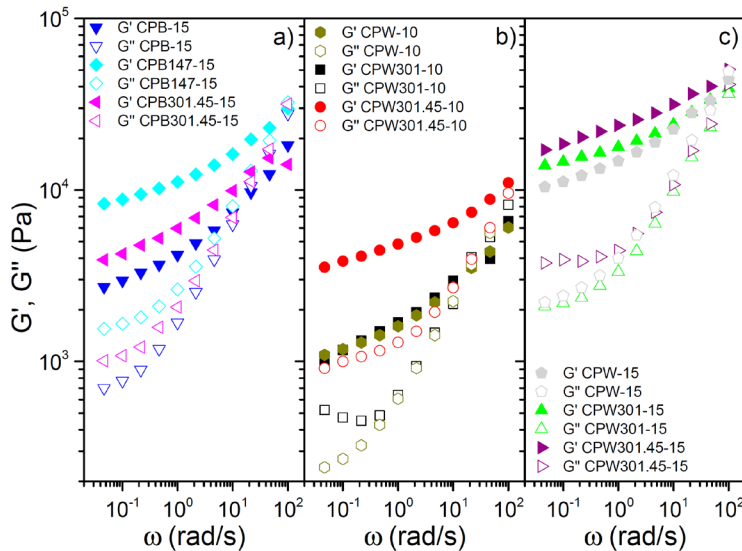 G', G'' (Pa)
10⁵
10⁴
10³
a)
G' CPB-15
G'' CPB-15
G' CPB147-15
G'' CPB147-15
G' CPB301.45-15
G'' CPB301.45-15
b)
G' CPW-10
G'' CPW-10
G' CPW301-10
G'' CPW301-10
G' CPW301.45-10
G'' CPW301.45-10
c)
G' CPW-15
G'' CPW-15
G' CPW301-15
G'' CPW301-15
G' CPW301.45-15
G'' CPW301.45-15
10⁻¹ 10⁰ 10¹ 10² 10⁻¹ 10⁰ 10¹ 10² 10⁻¹ 10⁰ 10¹ 10²
ω (rad/s) ω (rad/s) ω (rad/s)